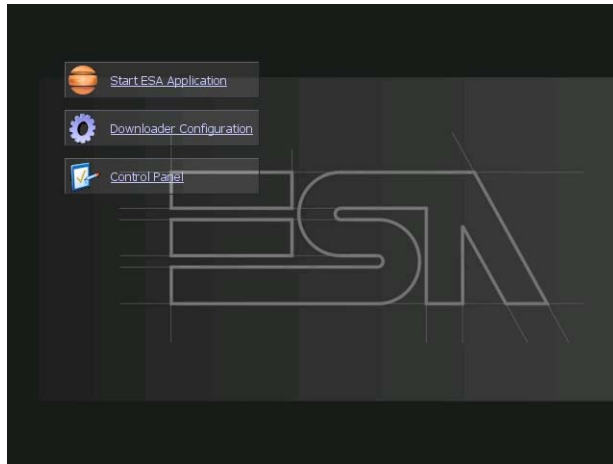 Start ESA Application
Downloader Configuration
Control Panel
ESA